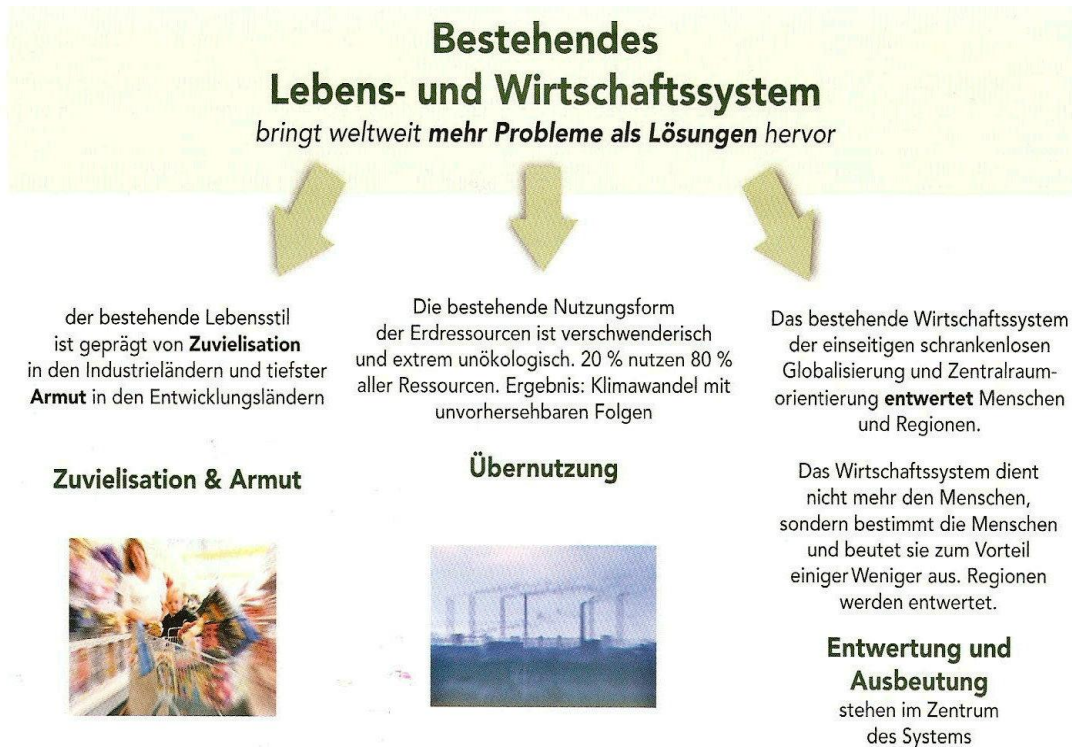 Bestehendes
Lebens- und Wirtschaftssystem
bringt weltweit mehr Probleme als Lösungen hervor
der bestehende Lebensstil
ist geprägt von Zuvielisation
in den Industrieländern und tiefster
Armut in den Entwicklungsländern
Zuvielisation & Armut
Die bestehende Nutzungsform
der Erdressourcen ist verschwenderisch
und extrem unökologisch. 20 % nutzen 80 %
aller Ressourcen. Ergebnis: Klimawandel mit
unvorhersehbaren Folgen
Übernutzung
Das bestehende Wirtschaftssystem
der einseitigen schrankenlosen
Globalisierung und Zentralraum-
orientierung entwertet Menschen
und Regionen.
Das Wirtschaftssystem dient
nicht mehr den Menschen,
sondern bestimmt die Menschen
und beutet sie zum Vorteil
einiger Weniger aus. Regionen
werden entwertet.
Entwertung und
Ausbeutung
stehen im Zentrum
des Systems